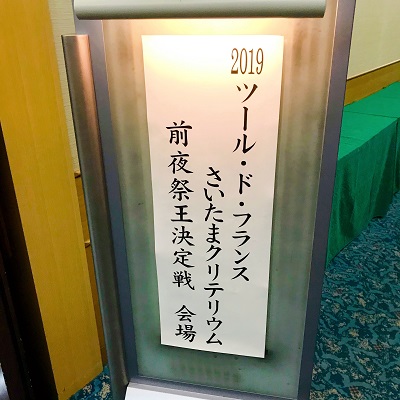 2019
ツール・ド・フランス
さいたまクリテリウム
前夜祭王決定戦 会場